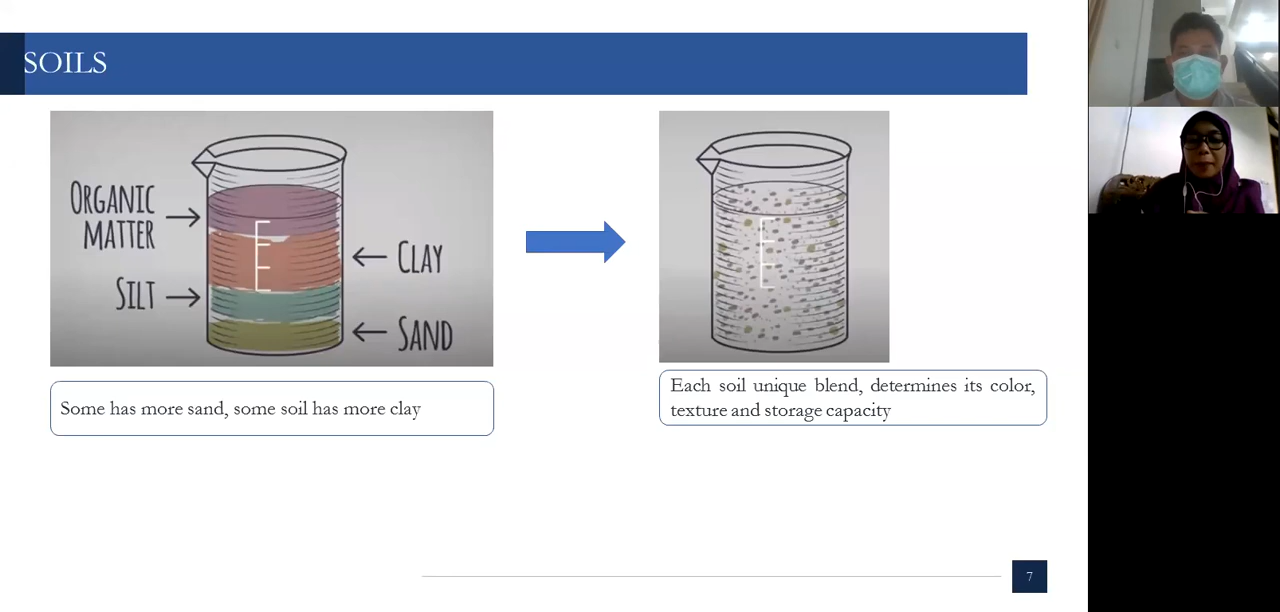 SOILS
ORGANIC
MATTER
CLAY
SILT
SAND
Some has more sand, some soil has more clay
Each soil unique blend, determines its color,
texture and storage capacity
7